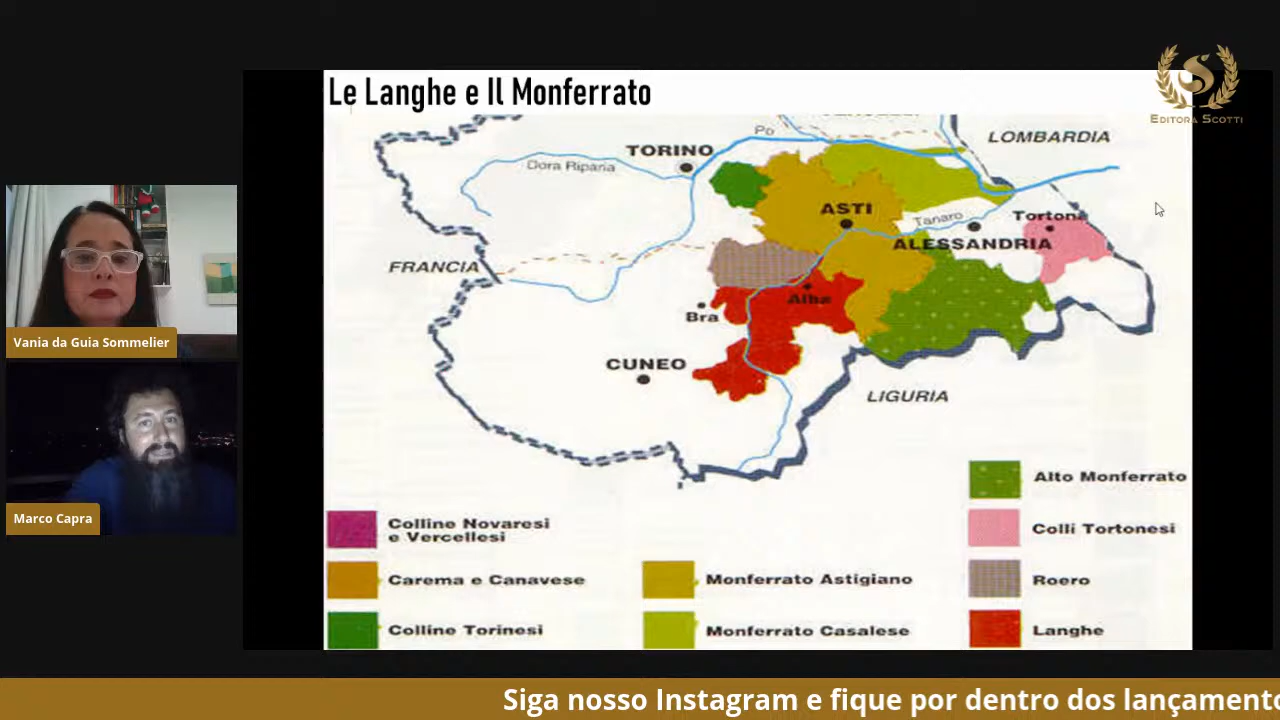 Le Langhe e Il Monferrato
EDITORA SCOTTI
Po
LOMBARDIA
TORINO
Dora Riparia
ASTI
Tanaro
Tortona
ALESSANDRIA
FRANCIA
Alba
Bra
CUNEO
LIGURIA
Vania da Guia Sommelier
Marco Capra
Alto Monferrato
Colline Novaresi
e Vercellesi
Colli Tortonesi
Carema e Canavese
Monferrato Astigiano
Roero
Colline Torinesi
Monferrato Casalese
Langhe
Siga nosso Instagram e fique por dentro dos lançamento